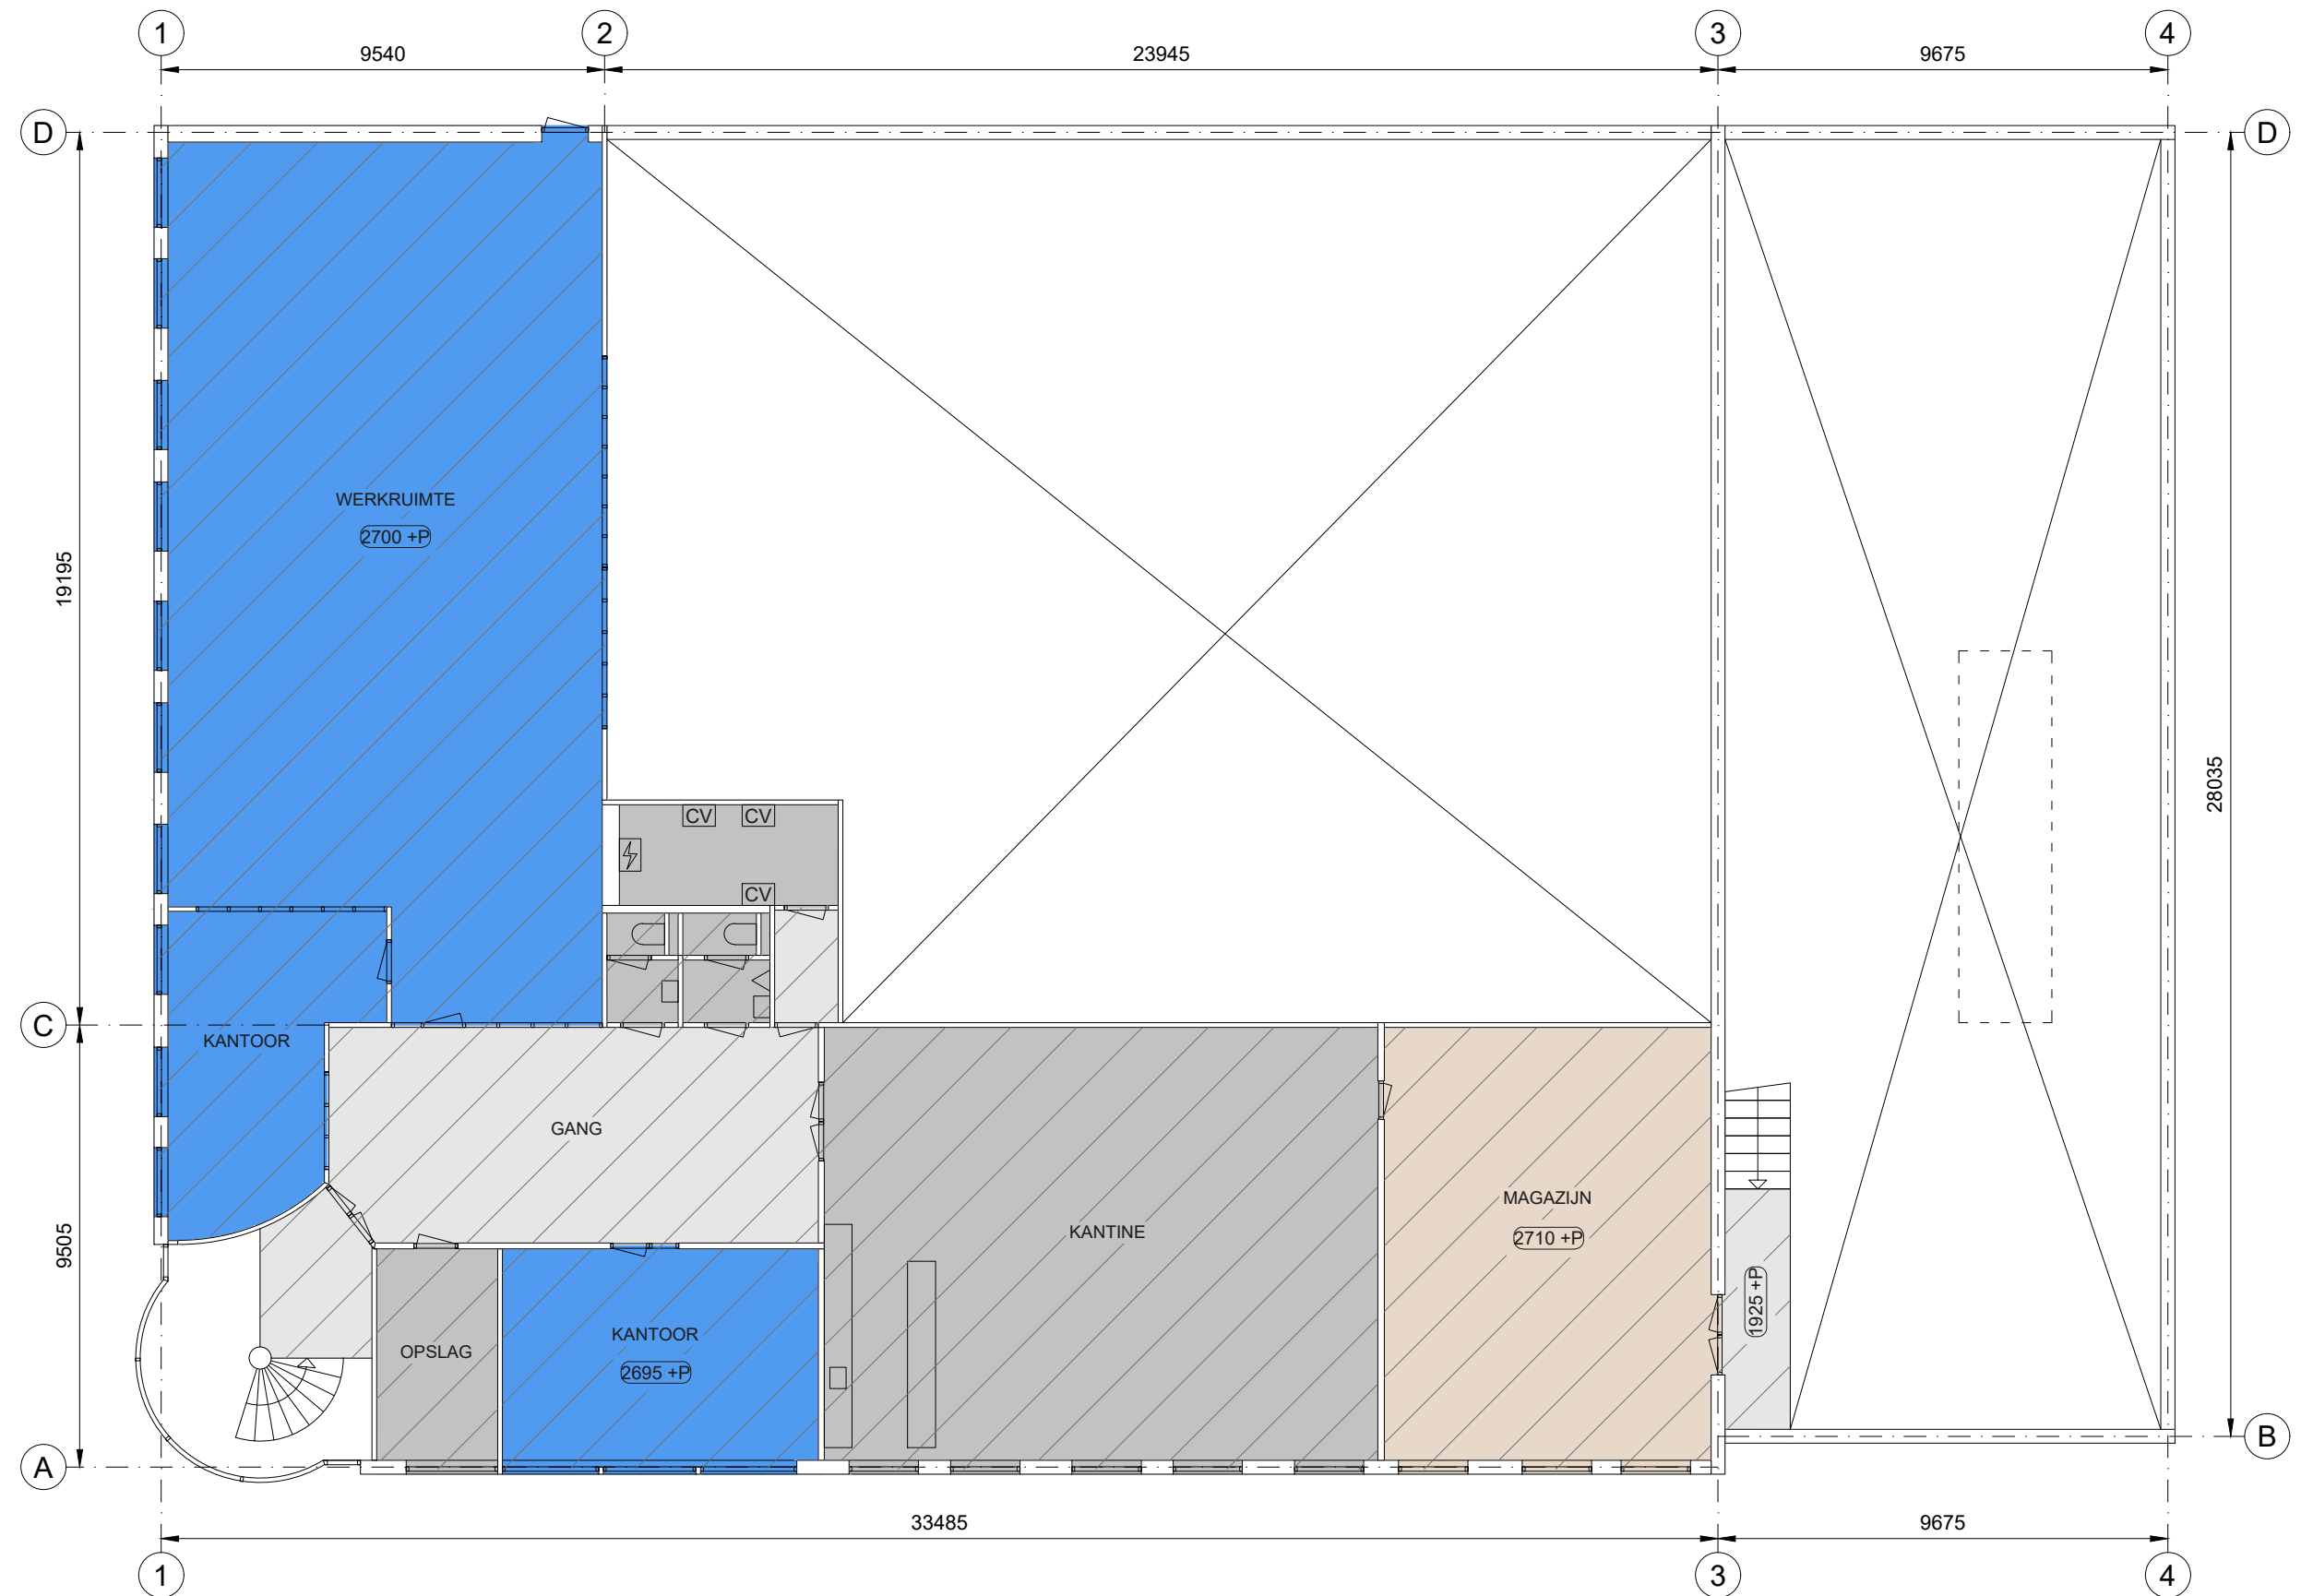 1
2
3
4
9540
23945
9675
D
D
WERKRUIMTE
2700 +P
19195
28035
CV
CV
CV
C
KANTOOR
GANG
MAGAZIJN
2710 +P
KANTINE
9505
1925 +P
KANTOOR
2695 +P
OPSLAG
A
B
33485
9675
1
3
4